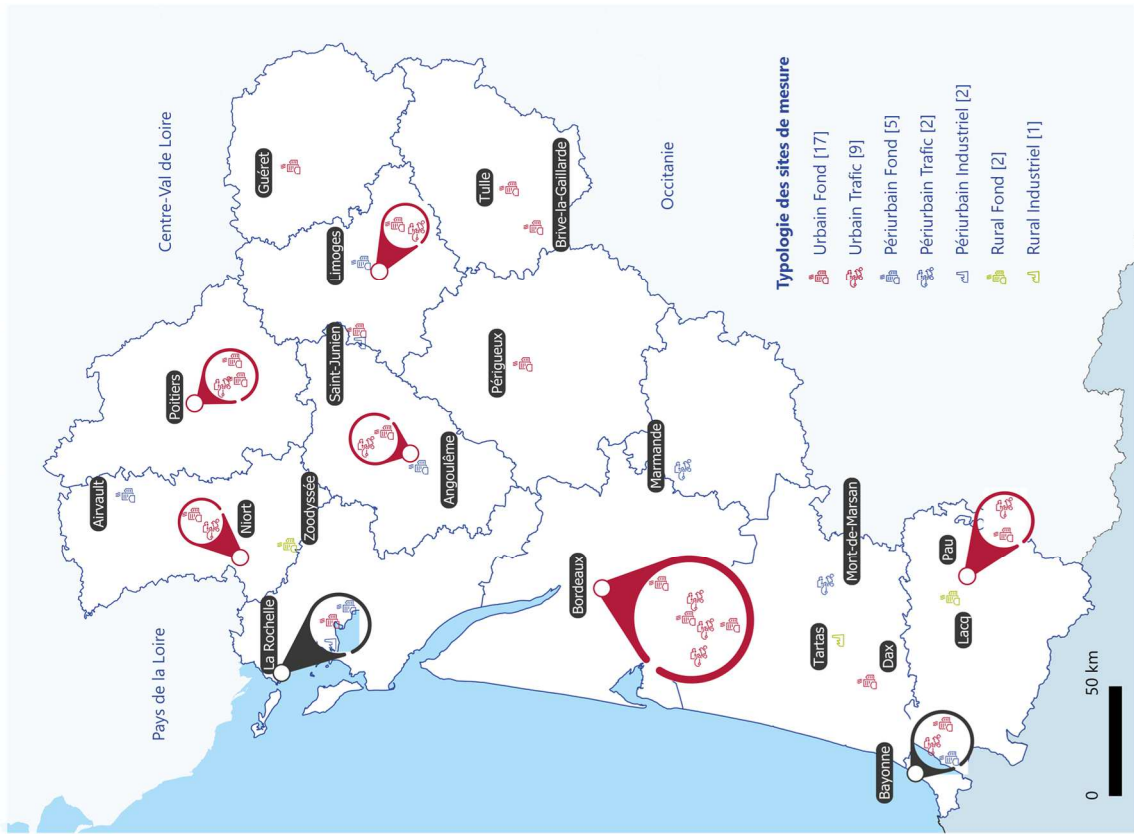 Centre-Val de Loire
Pays de la Loire
Guéret
Airvault
Poitiers
Niort
Limoges
Zoodyssée
Saint-Junien
La Rochelle
Tulle
Angoulême
Périgueux
Brive-la-Gaillarde
Bordeaux
Marmande
Occitanie
Tartas
Mort-de-Marsan
Dax
Bayonne
Pau
Lacq
Typologie des sites de mesure
Urbain Fond [17]
Urbain Trafic [9]
Périurbain Fond [5]
Périurbain Trafic [2]
Périurbain Industriel [2]
Rural Fond [2]
Rural Industriel [1]
0 50 km